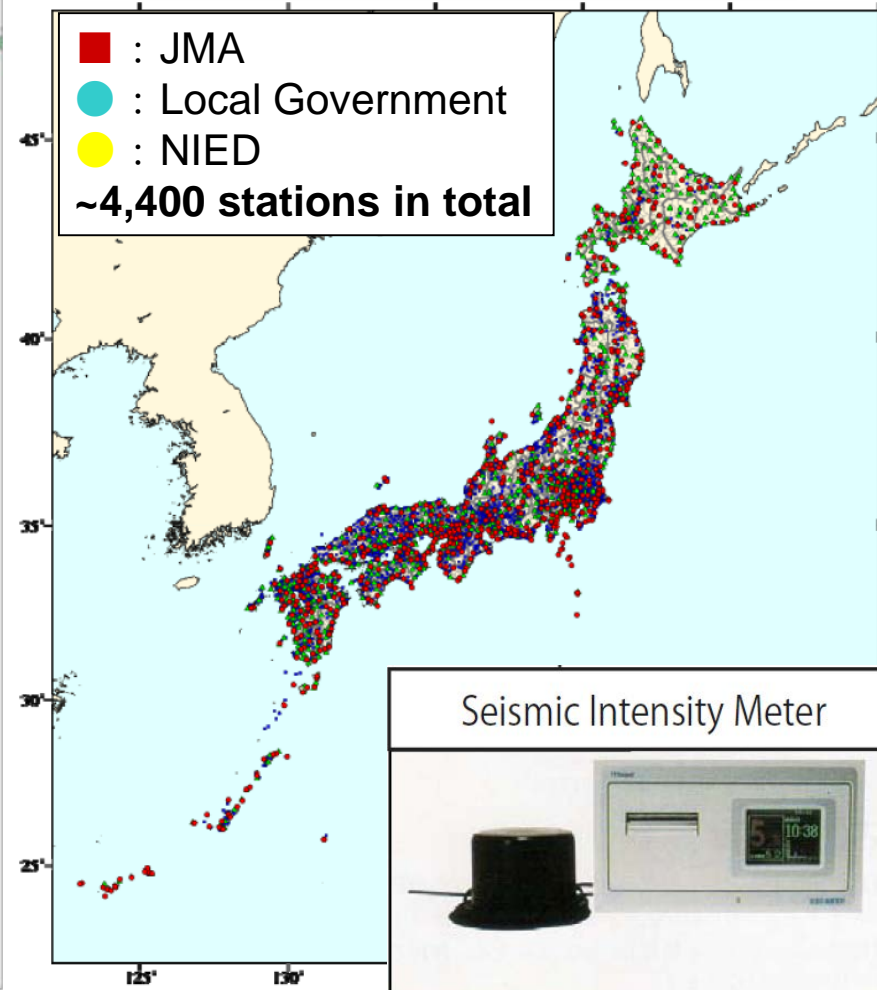 : JMA
: Local Government
: NIED
~4,400 stations in total
45°
40°
35°
30°
25°
125°
130°
Seismic Intensity Meter
5
10:38